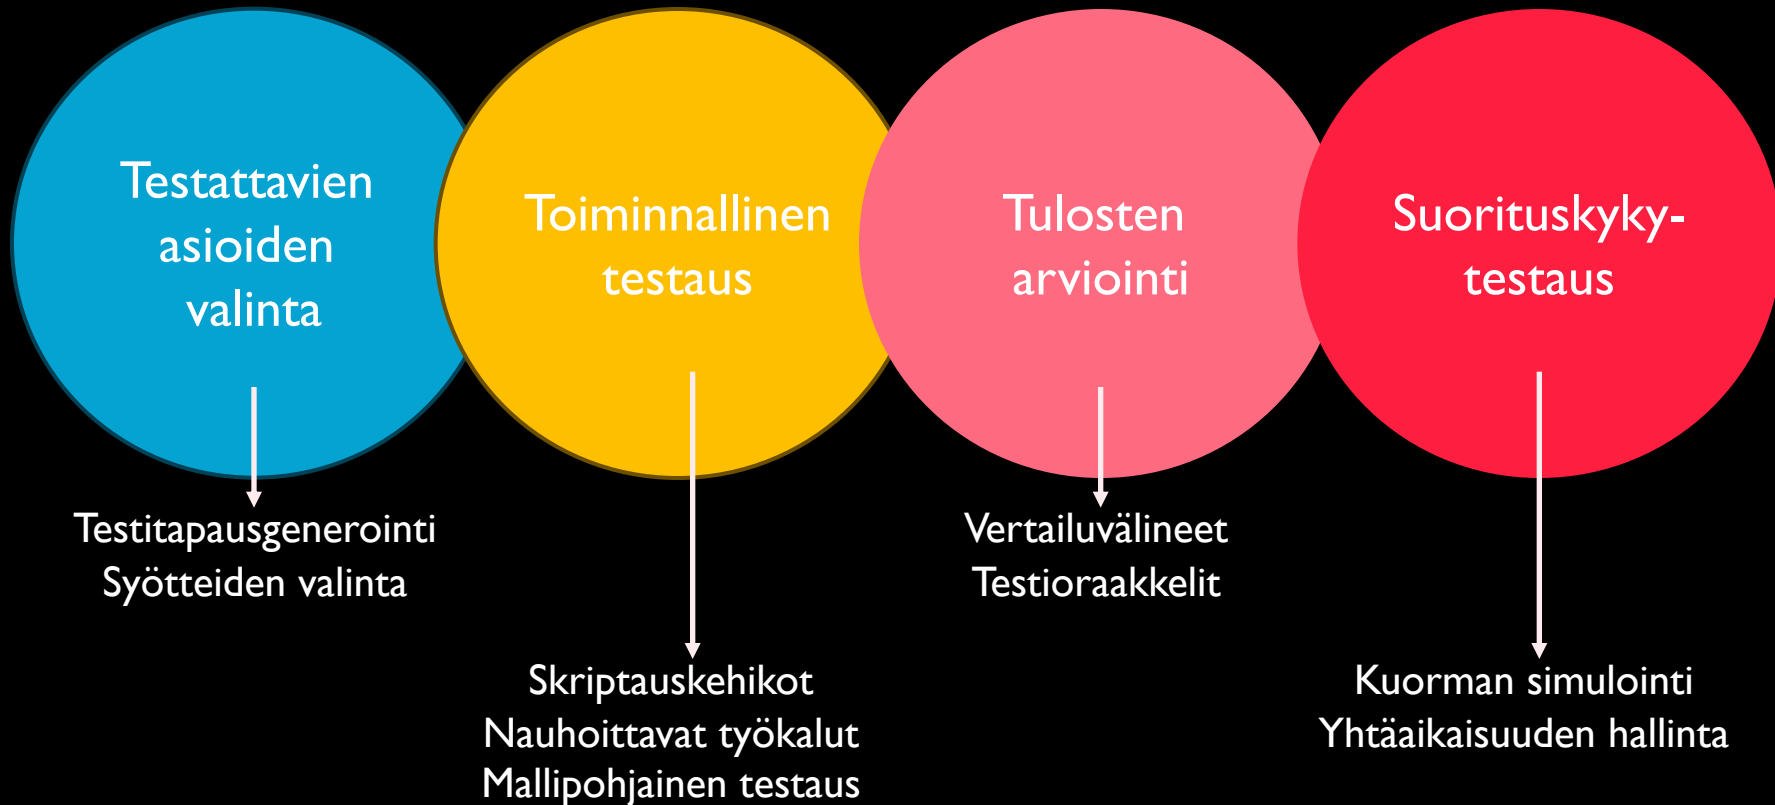 Testattavien
asioiden
valinta
Toiminnallinen
testaus
Tulosten
arviointi
Suorituskyky-
testaus
Testitapausgenerointi
Syötteiden valinta
Skriptauskehikot
Nauhoittavat työkalut
Mallipohjainen testaus
Vertailuvälineet
Testioraakkelit
Kuorman simulointi
Yhtäaikaisuuden hallinta